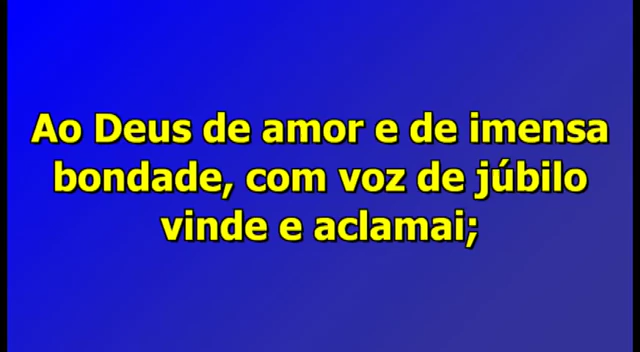 Ao Deus de amor e de imensa
bondade, com voz de júbilo
vinde e aclamai;